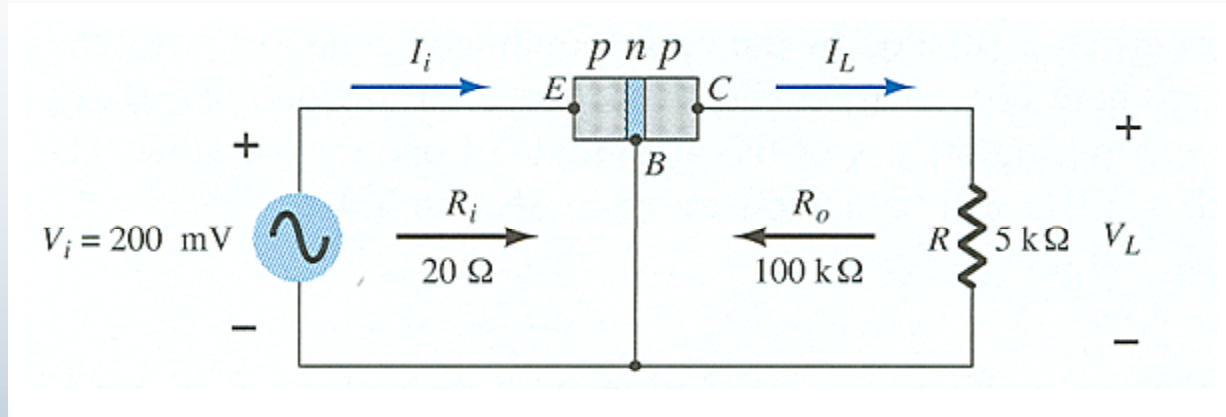 I_i
p n p
I_L
E
C
B
+
+
V_i = 200 mV
R_i
20 Ω
R_o
100 kΩ
R
5 kΩ
V_L
−
−